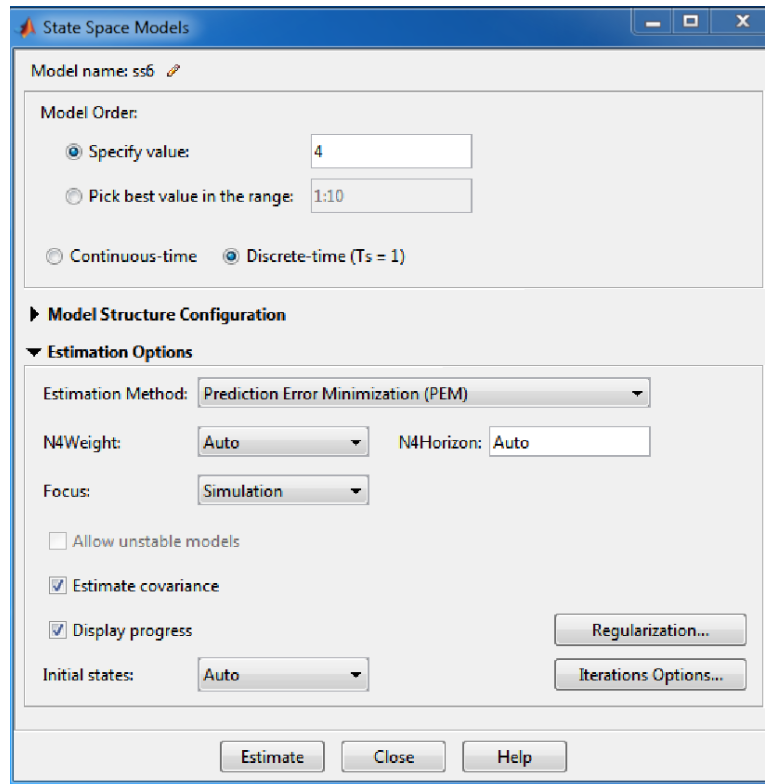 State Space Models
Model name: ss6
Model Order:
Specify value: 4
Pick best value in the range: 1:10
Continuous-time Discrete-time (Ts = 1)
Model Structure Configuration
Estimation Options
Estimation Method: Prediction Error Minimization (PEM)
N4Weight: Auto N4Horizon: Auto
Focus: Simulation
Allow unstable models
Estimate covariance
Display progress Regularization...
Initial states: Auto Iterations Options...
Estimate Close Help